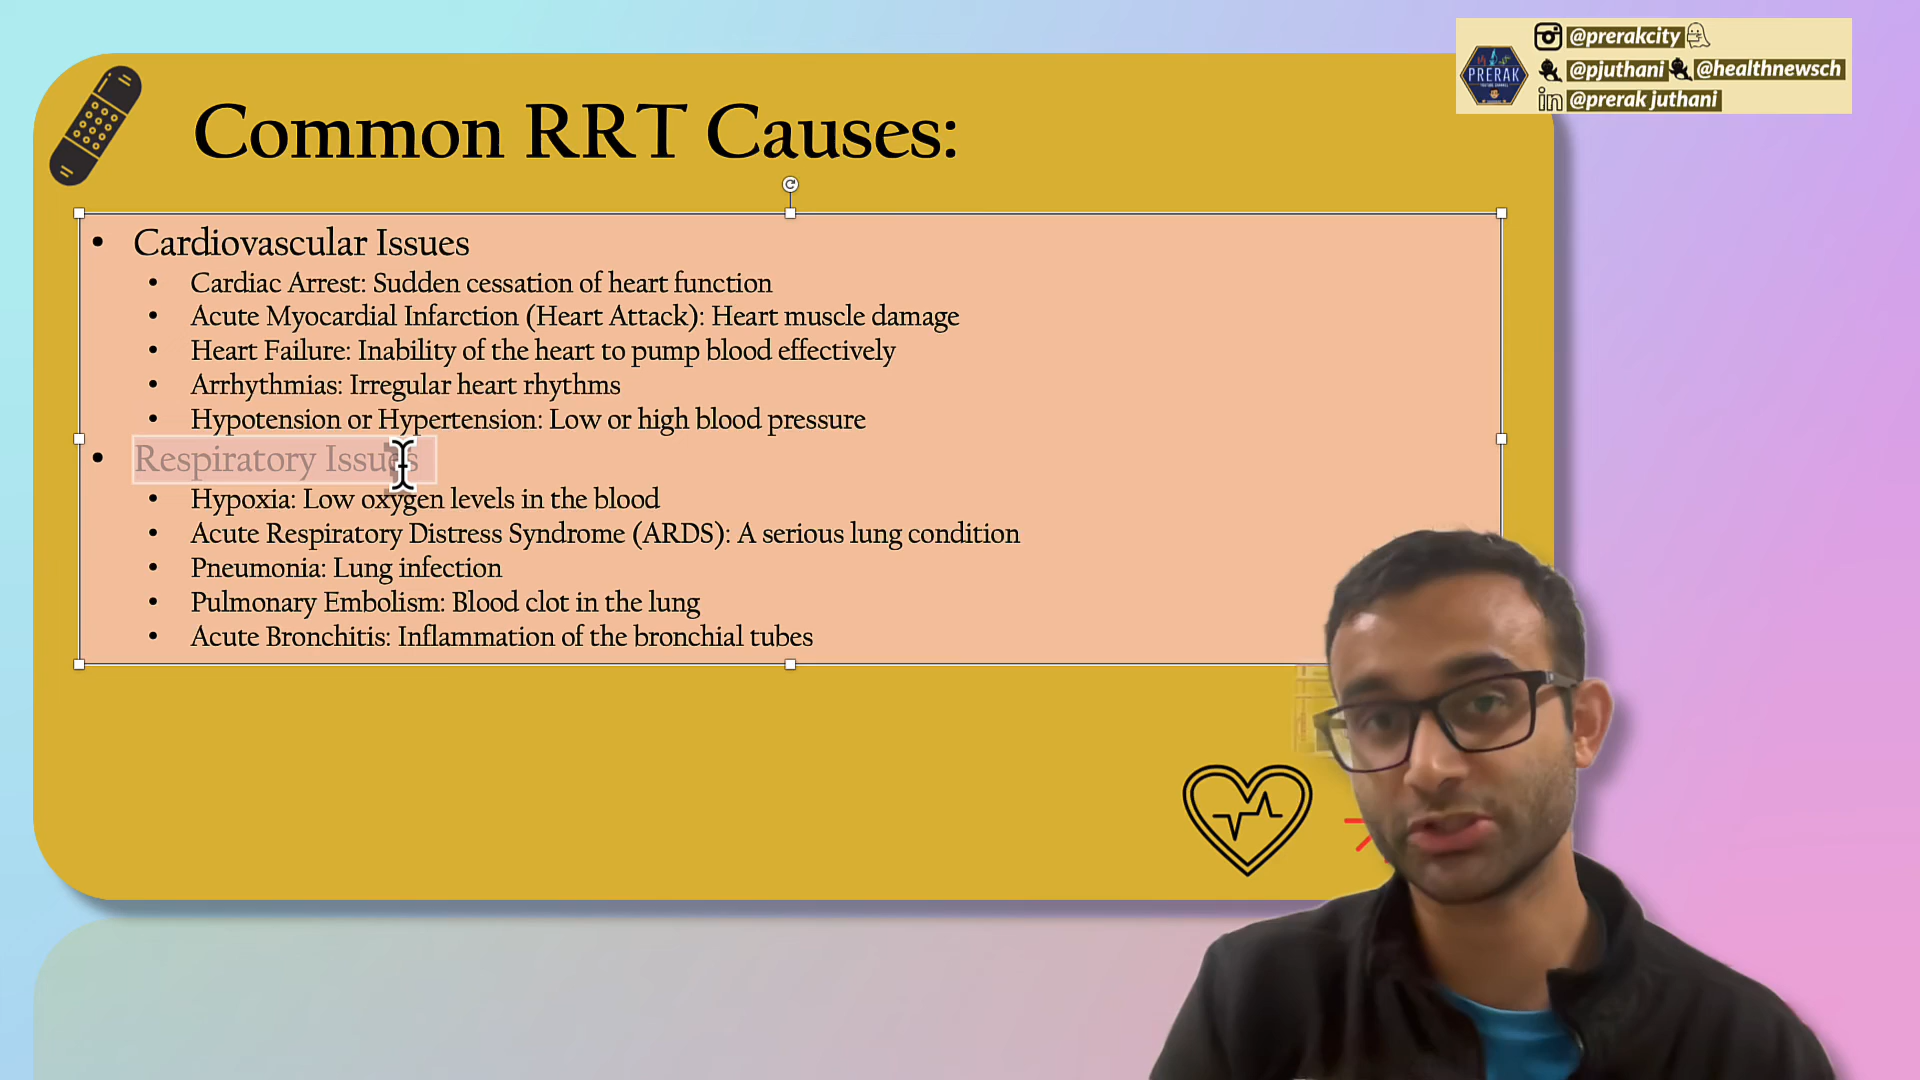 @prerakcity
PRERAK
@pjuthani @healthnewsch
in @prerak juthani
Common RRT Causes:
• Cardiovascular Issues
• Cardiac Arrest: Sudden cessation of heart function
• Acute Myocardial Infarction (Heart Attack): Heart muscle damage
• Heart Failure: Inability of the heart to pump blood effectively
• Arrhythmias: Irregular heart rhythms
• Hypotension or Hypertension: Low or high blood pressure
• Respiratory Issues
• Hypoxia: Low oxygen levels in the blood
• Acute Respiratory Distress Syndrome (ARDS): A serious lung condition
• Pneumonia: Lung infection
• Pulmonary Embolism: Blood clot in the lung
• Acute Bronchitis: Inflammation of the bronchial tubes